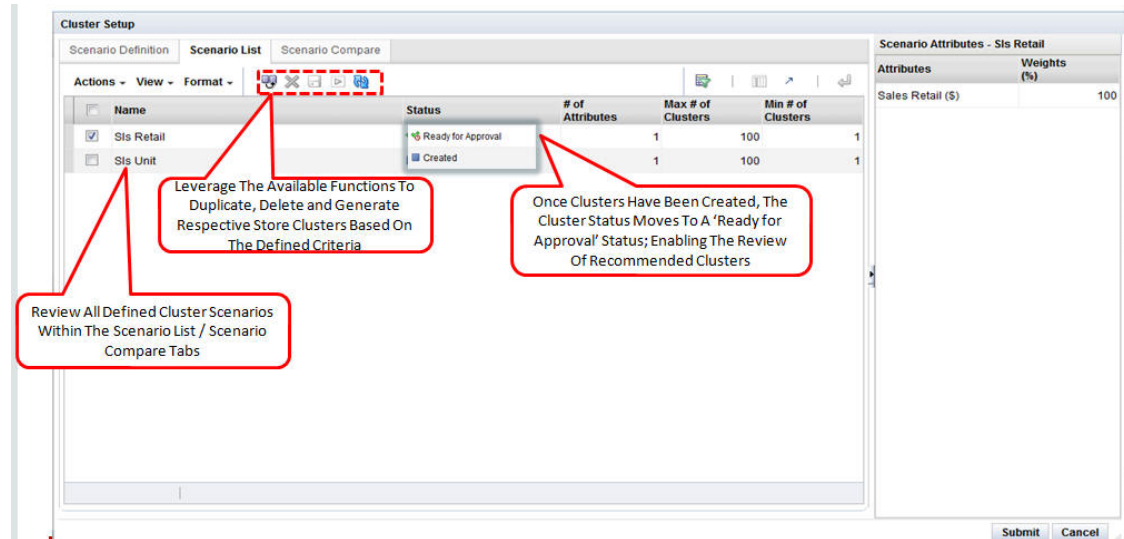 Cluster Setup
Scenario Definition Scenario List Scenario Compare
Actions View Format
Name Status # of Attributes Max # of Clusters Min # of Clusters
Sls Retail Ready for Approval 1 100 1
Sls Unit Created 1 100 1
Leverage The Available Functions To
Duplicate, Delete and Generate
Respective Store Clusters Based On
The Defined Criteria
Once Clusters Have Been Created, The
Cluster Status Moves To A ‘Ready for
Approval’ Status; Enabling The Review
Of Recommended Clusters
Review All Defined Cluster Scenarios
Within The Scenario List / Scenario
Compare Tabs
Scenario Attributes - Sls Retail
Attributes Weights (%)
Sales Retail ($) 100
Submit Cancel